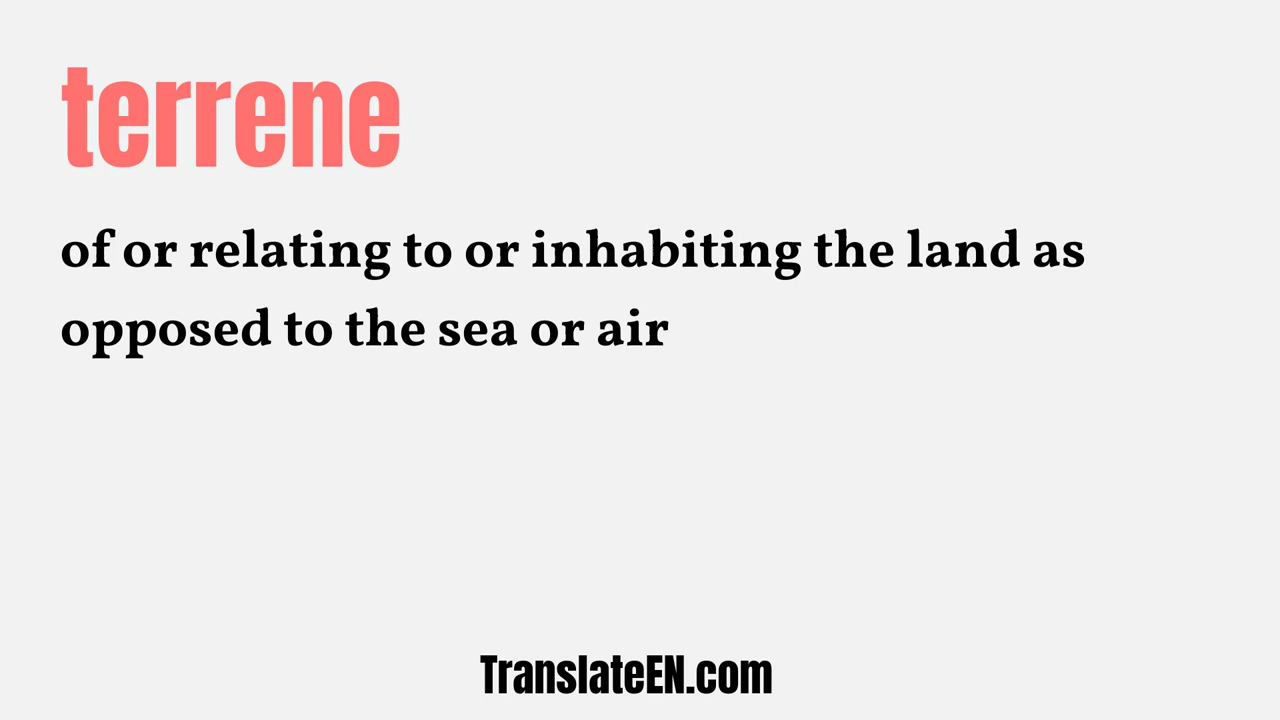 terrene
of or relating to or inhabiting the land as
opposed to the sea or air
TranslateEN.com